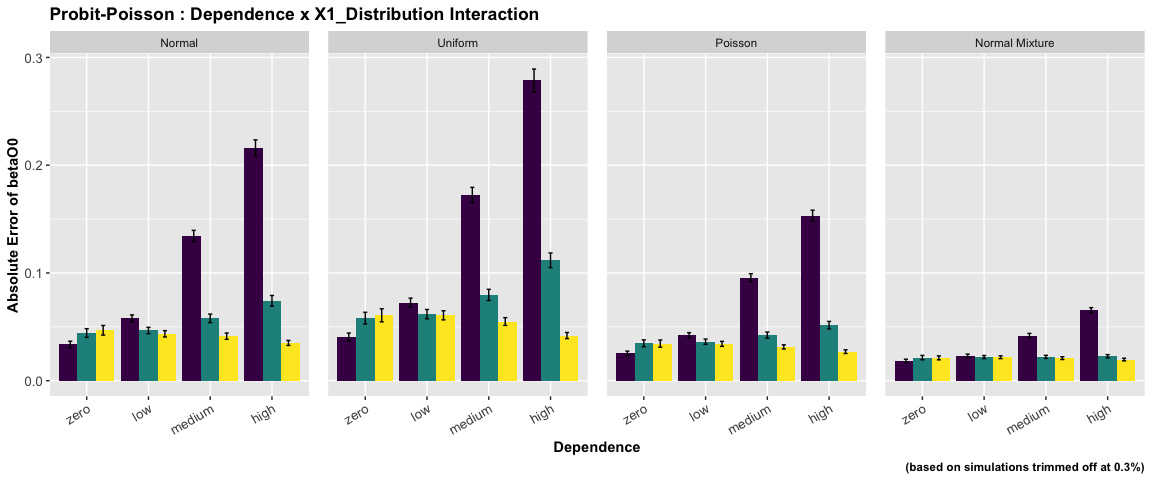 Probit-Poisson : Dependence x X1_Distribution Interaction
Normal
Uniform
Poisson
Normal Mixture
Absolute Error of betaO0
0.3
0.2
0.1
0.0
zero low medium high
zero low medium high
zero low medium high
zero low medium high
Dependence
(based on simulations trimmed off at 0.3%)